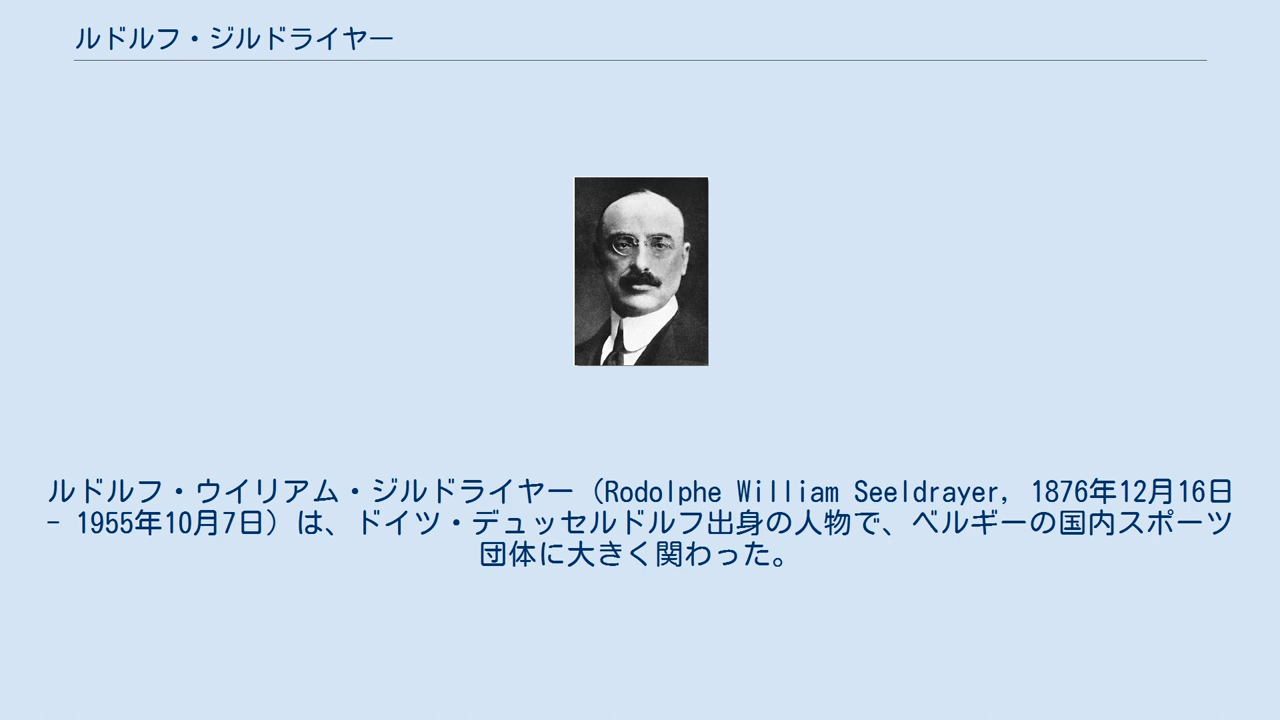 ルドルフ・ジルドライヤー
ルドルフ・ウイリアム・ジルドライヤー（Rodolphe William Seeldrayer, 1876年12月16日
- 1955年10月7日）は、ドイツ・デュッセルドルフ出身の人物で、ベルギーの国内スポーツ
団体に大きく関わった。